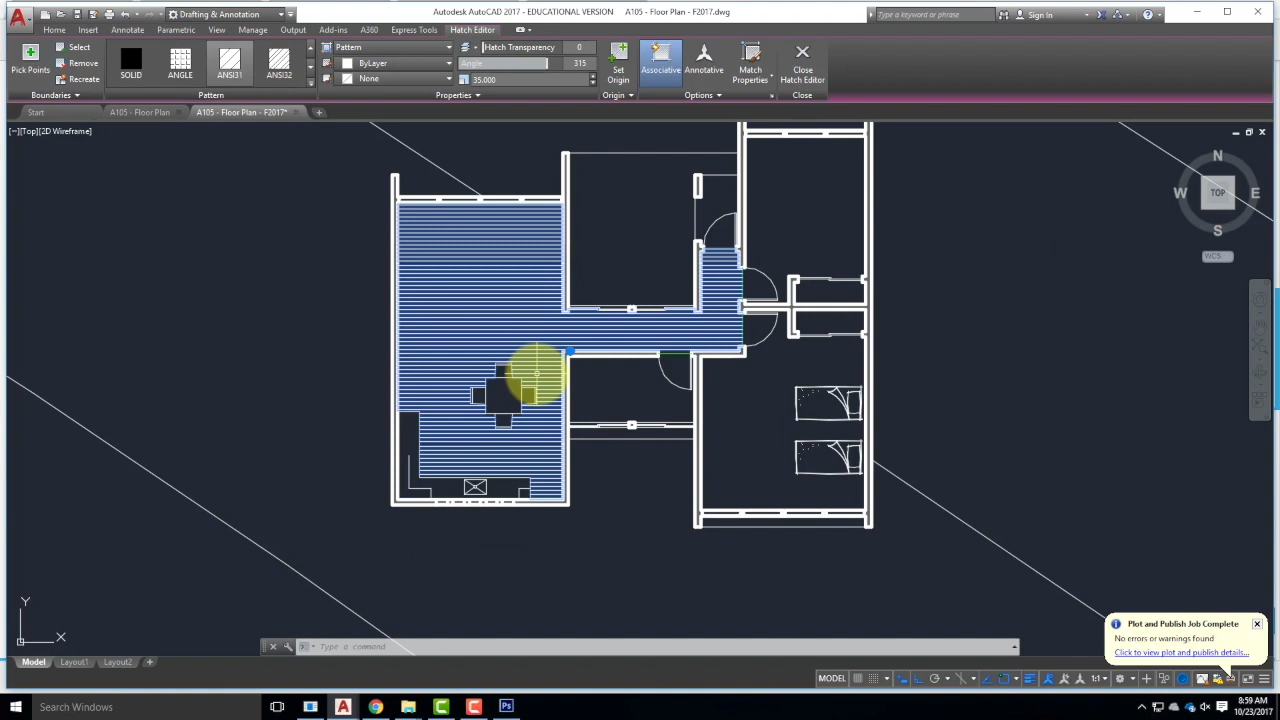 Drafting & Annotation
Autodesk AutoCAD 2017 - EDUCATIONAL VERSION    A105 - Floor Plan - F2017.dwg
Type a keyword or phrase
Sign In
Home Insert Annotate Parametric View Manage Output Add-ins A360 Express Tools Hatch Editor
Pick Points
Select
Remove
Recreate
Boundaries
SOLID
ANGLE
ANSI31
ANSI32
Pattern
Pattern
ByLayer
None
Hatch Transparency 0
Angle 315
35.000
Properties
Set Origin
Origin
Associative
Annotative
Match Properties
Options
Close Hatch Editor
Close
Start
A105 - Floor Plan
A105 - Floor Plan - F2017*
[−][Top][2D Wireframe]
N
W TOP E
S
WCS
Y
X
Type a command
Plot and Publish Job Complete
No errors or warnings found
Click to view plot and publish details...
Model Layout1 Layout2
MODEL
1:1
Search Windows
8:59 AM
10/23/2017